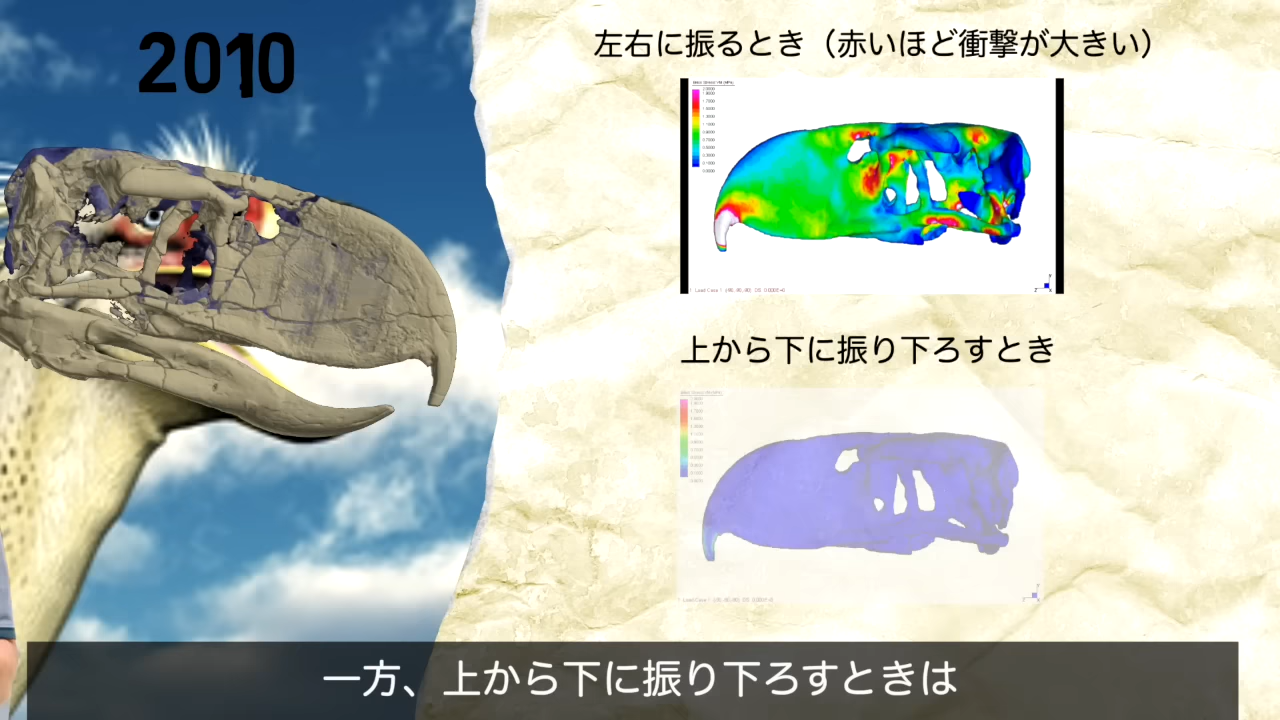 2010
左右に振るとき（赤いほど衝撃が大きい）
上から下に振り下ろすとき
一方、上から下に振り下ろすときは